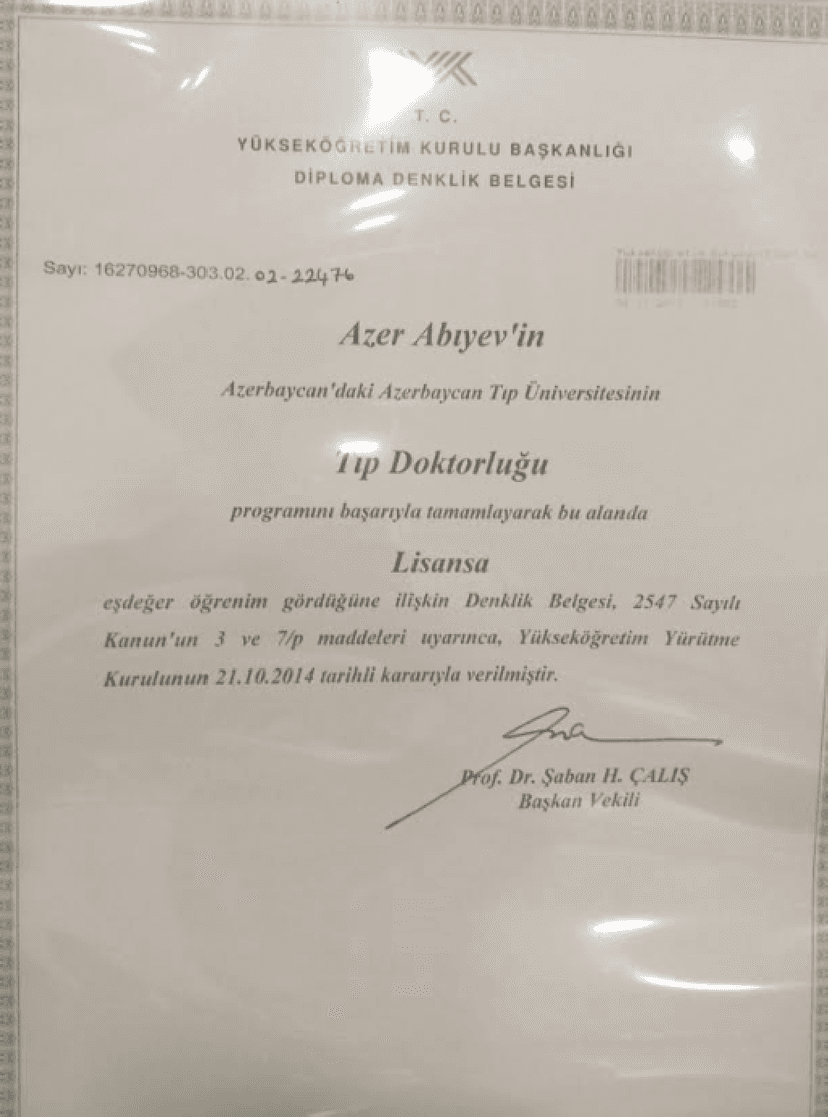 T. C.
YÜKSEKÖĞRETİM KURULU BAŞKANLIĞI
DİPLOMA DENKLİK BELGESİ
Sayı: 16270968-303.02.02-22476
Azer Abıyev'in
Azerbaycan'daki Azerbaycan Tıp Üniversitesinin
Tıp Doktorluğu
programını başarıyla tamamlayarak bu alanda
Lisansa
eşdeğer öğrenim gördüğüne ilişkin Denklik Belgesi, 2547 Sayılı
Kanun'un 3 ve 7/p maddeleri uyarınca, Yükseköğretim Yürütme
Kurulunun 21.10.2014 tarihli kararıyla verilmiştir.
Prof. Dr. Şaban H. ÇALIŞ
Başkan Vekili